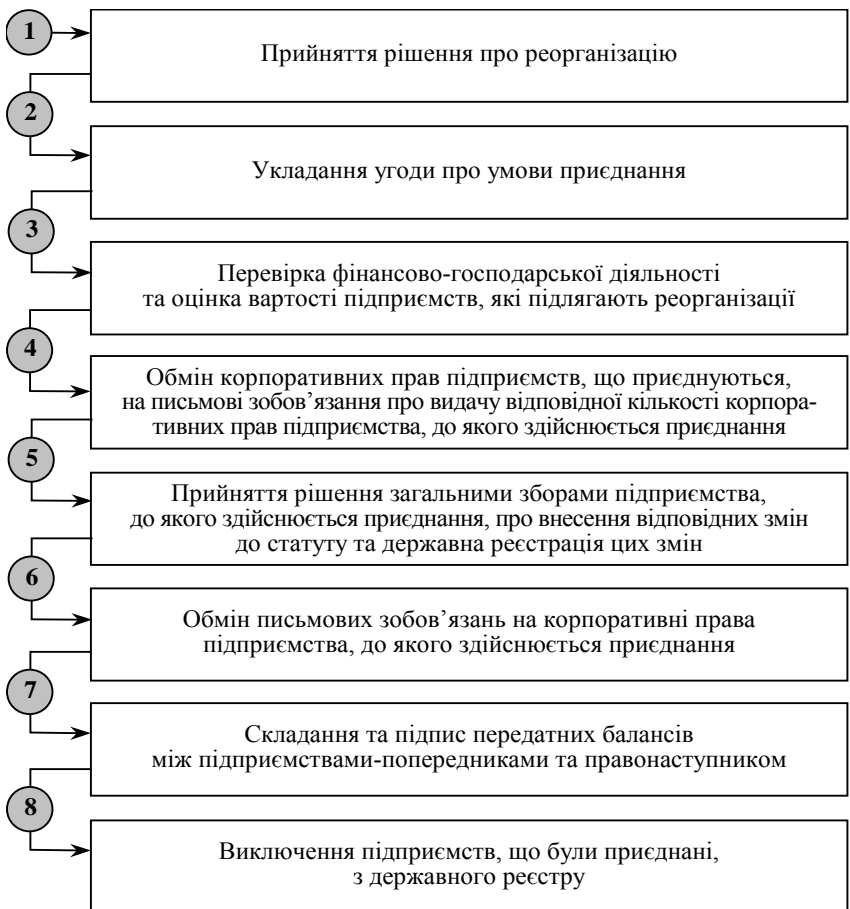 1
Прийняття рішення про реорганізацію
2
Укладання угоди про умови приєднання
3
Перевірка фінансово-господарської діяльності
та оцінка вартості підприємств, які підлягають реорганізації
4
Обмін корпоративних прав підприємств, що приєднуються,
на письмові зобов’язання про видачу відповідної кількості корпора-
тивних прав підприємства, до якого здійснюється приєднання
5
Прийняття рішення загальними зборами підприємства,
до якого здійснюється приєднання, про внесення відповідних змін
до статуту та державна реєстрація цих змін
6
Обмін письмових зобов’язань на корпоративні права
підприємства, до якого здійснюється приєднання
7
Складання та підпис передатних балансів
між підприємствами-попередниками та правонаступником
8
Виключення підприємств, що були приєднані,
з державного реєстру